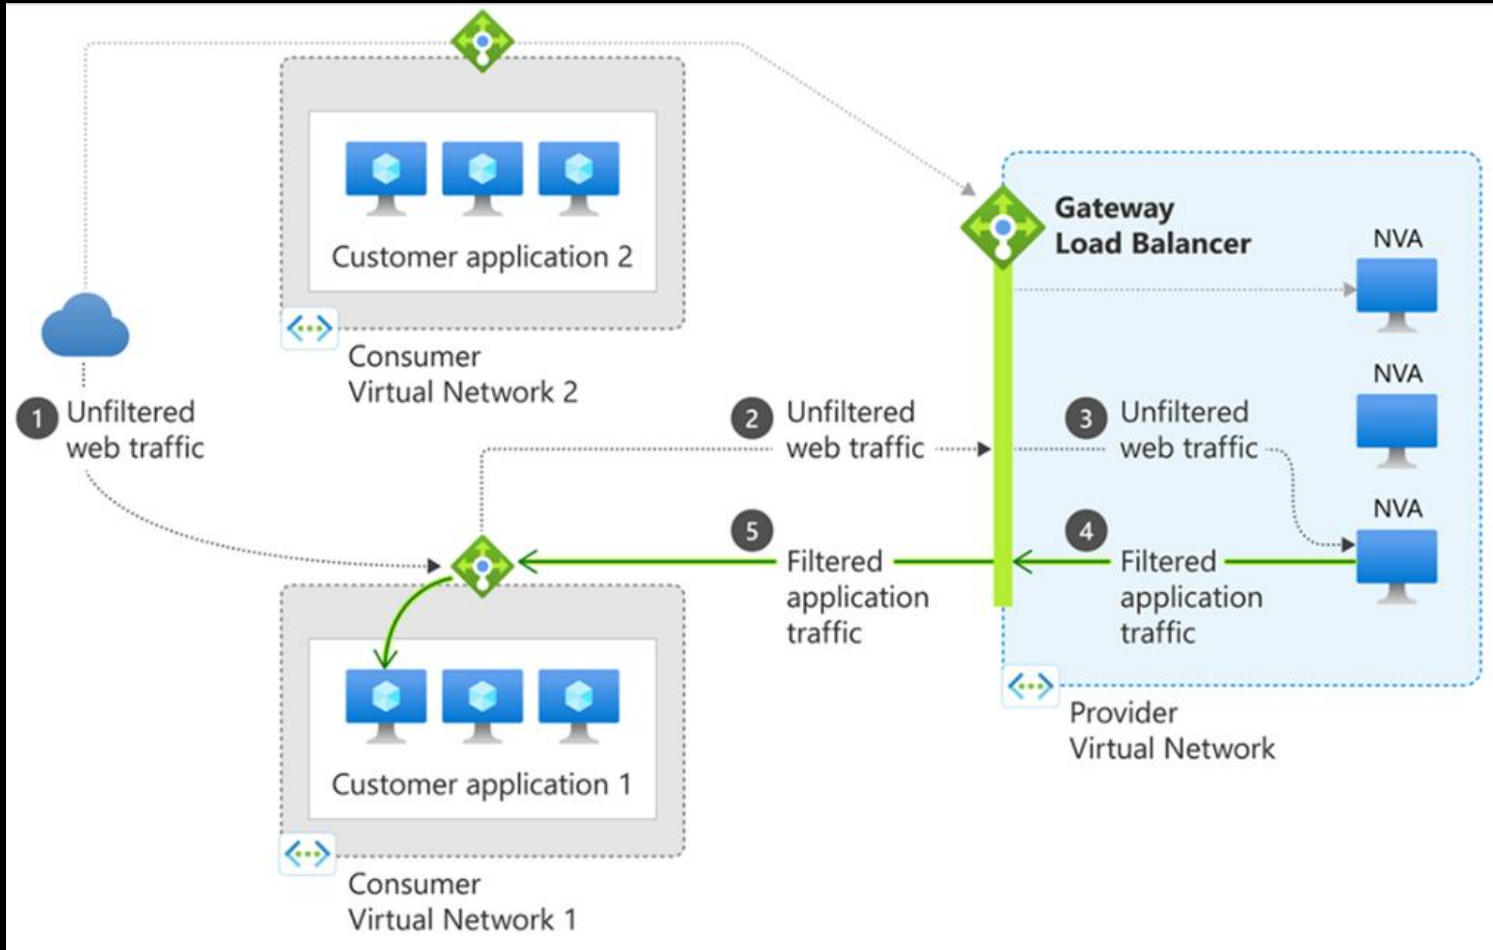 Customer application 2
Consumer
Virtual Network 2
Gateway
Load Balancer
NVA
NVA
NVA
1 Unfiltered
web traffic
2 Unfiltered
web traffic
3 Unfiltered
web traffic
4
Filtered
application
traffic
5
Filtered
application
traffic
Customer application 1
Consumer
Virtual Network 1
Provider
Virtual Network